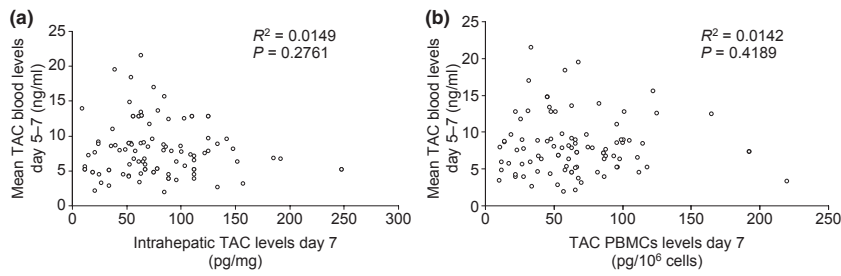 (a)
R² = 0.0149
P = 0.2761
Mean TAC blood levels
day 5–7 (ng/ml)
25
20
15
10
5
0
0 50 100 150 200 250 300
Intrahepatic TAC levels day 7
(pg/mg)
(b)
R² = 0.0142
P = 0.4189
Mean TAC blood levels
day 5–7 (ng/ml)
25
20
15
10
5
0
0 50 100 150 200 250
TAC PBMCs levels day 7
(pg/10⁶ cells)